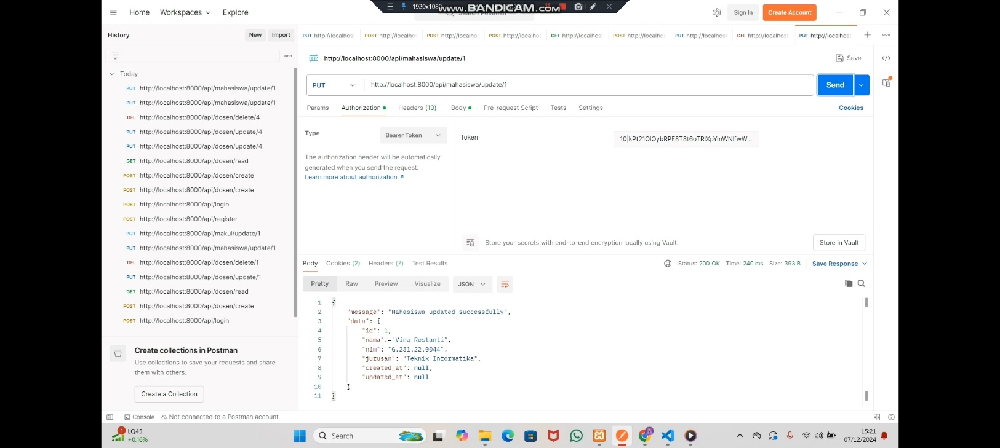 1920x1080
www.BANDICAM.com
Home Workspaces Explore
Search Postman
Sign In Create Account
History New Import
PUT http://localhost
POST http://localhos
POST http://localhos
POST http://localhos
GET http://localhost
POST http://localhos
PUT http://localhost
DEL http://localhost
PUT http://localhost
http://localhost:8000/api/mahasiswa/update/1
Save
PUT http://localhost:8000/api/mahasiswa/update/1 Send
Params Authorization Headers (10) Body Pre-request Script Tests Settings Cookies
Type Bearer Token
The authorization header will be automatically
generated when you send the request.
Learn more about authorization ↗
Token
Store your secrets with end-to-end encryption locally using Vault.
Store in Vault
Today
PUT http://localhost:8000/api/mahasiswa/update/1
PUT http://localhost:8000/api/mahasiswa/update/1
DEL http://localhost:8000/api/dosen/delete/4
PUT http://localhost:8000/api/dosen/update/4
PUT http://localhost:8000/api/dosen/update/4
GET http://localhost:8000/api/dosen/read
POST http://localhost:8000/api/dosen/create
POST http://localhost:8000/api/dosen/create
POST http://localhost:8000/api/login
POST http://localhost:8000/api/register
PUT http://localhost:8000/api/makul/update/1
PUT http://localhost:8000/api/mahasiswa/update/1
DEL http://localhost:8000/api/dosen/delete/1
PUT http://localhost:8000/api/dosen/update/1
GET http://localhost:8000/api/dosen/read
POST http://localhost:8000/api/dosen/create
POST http://localhost:8000/api/login
Create collections in Postman
Use collections to save your requests and share
them with others.
Create a Collection
Body Cookies (2) Headers (7) Test Results
Status: 200 OK Time: 240 ms Size: 393 B Save Response
Pretty Raw Preview Visualize JSON
1 {
2 "message": "Mahasiswa updated successfully",
3 "data": {
4 "id": 1,
5 "nama": "Vina Restanti",
6 "nim": "G.231.22.0044",
7 "jurusan": "Teknik Informatika",
8 "created_at": null,
9 "updated_at": null
10 }
11 }
Console Not connected to a Postman account
1
LQ45
+0,16%
Search
15:21
07/12/2024